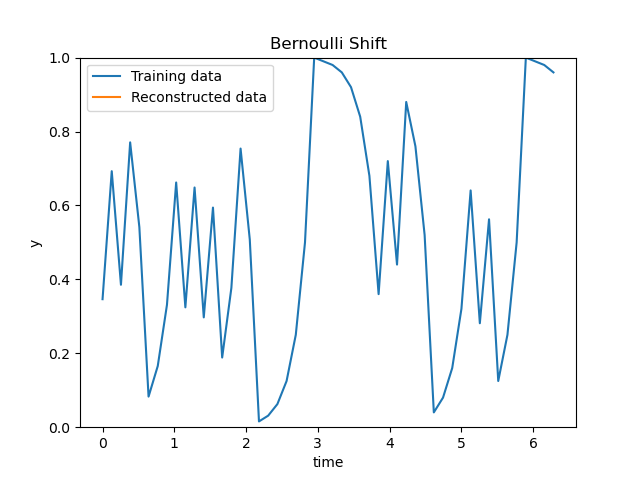 Bernoulli Shift
Training data
Reconstructed data
1.0
0.8
0.6
0.4
0.2
0.0
y
0 1 2 3 4 5 6
time